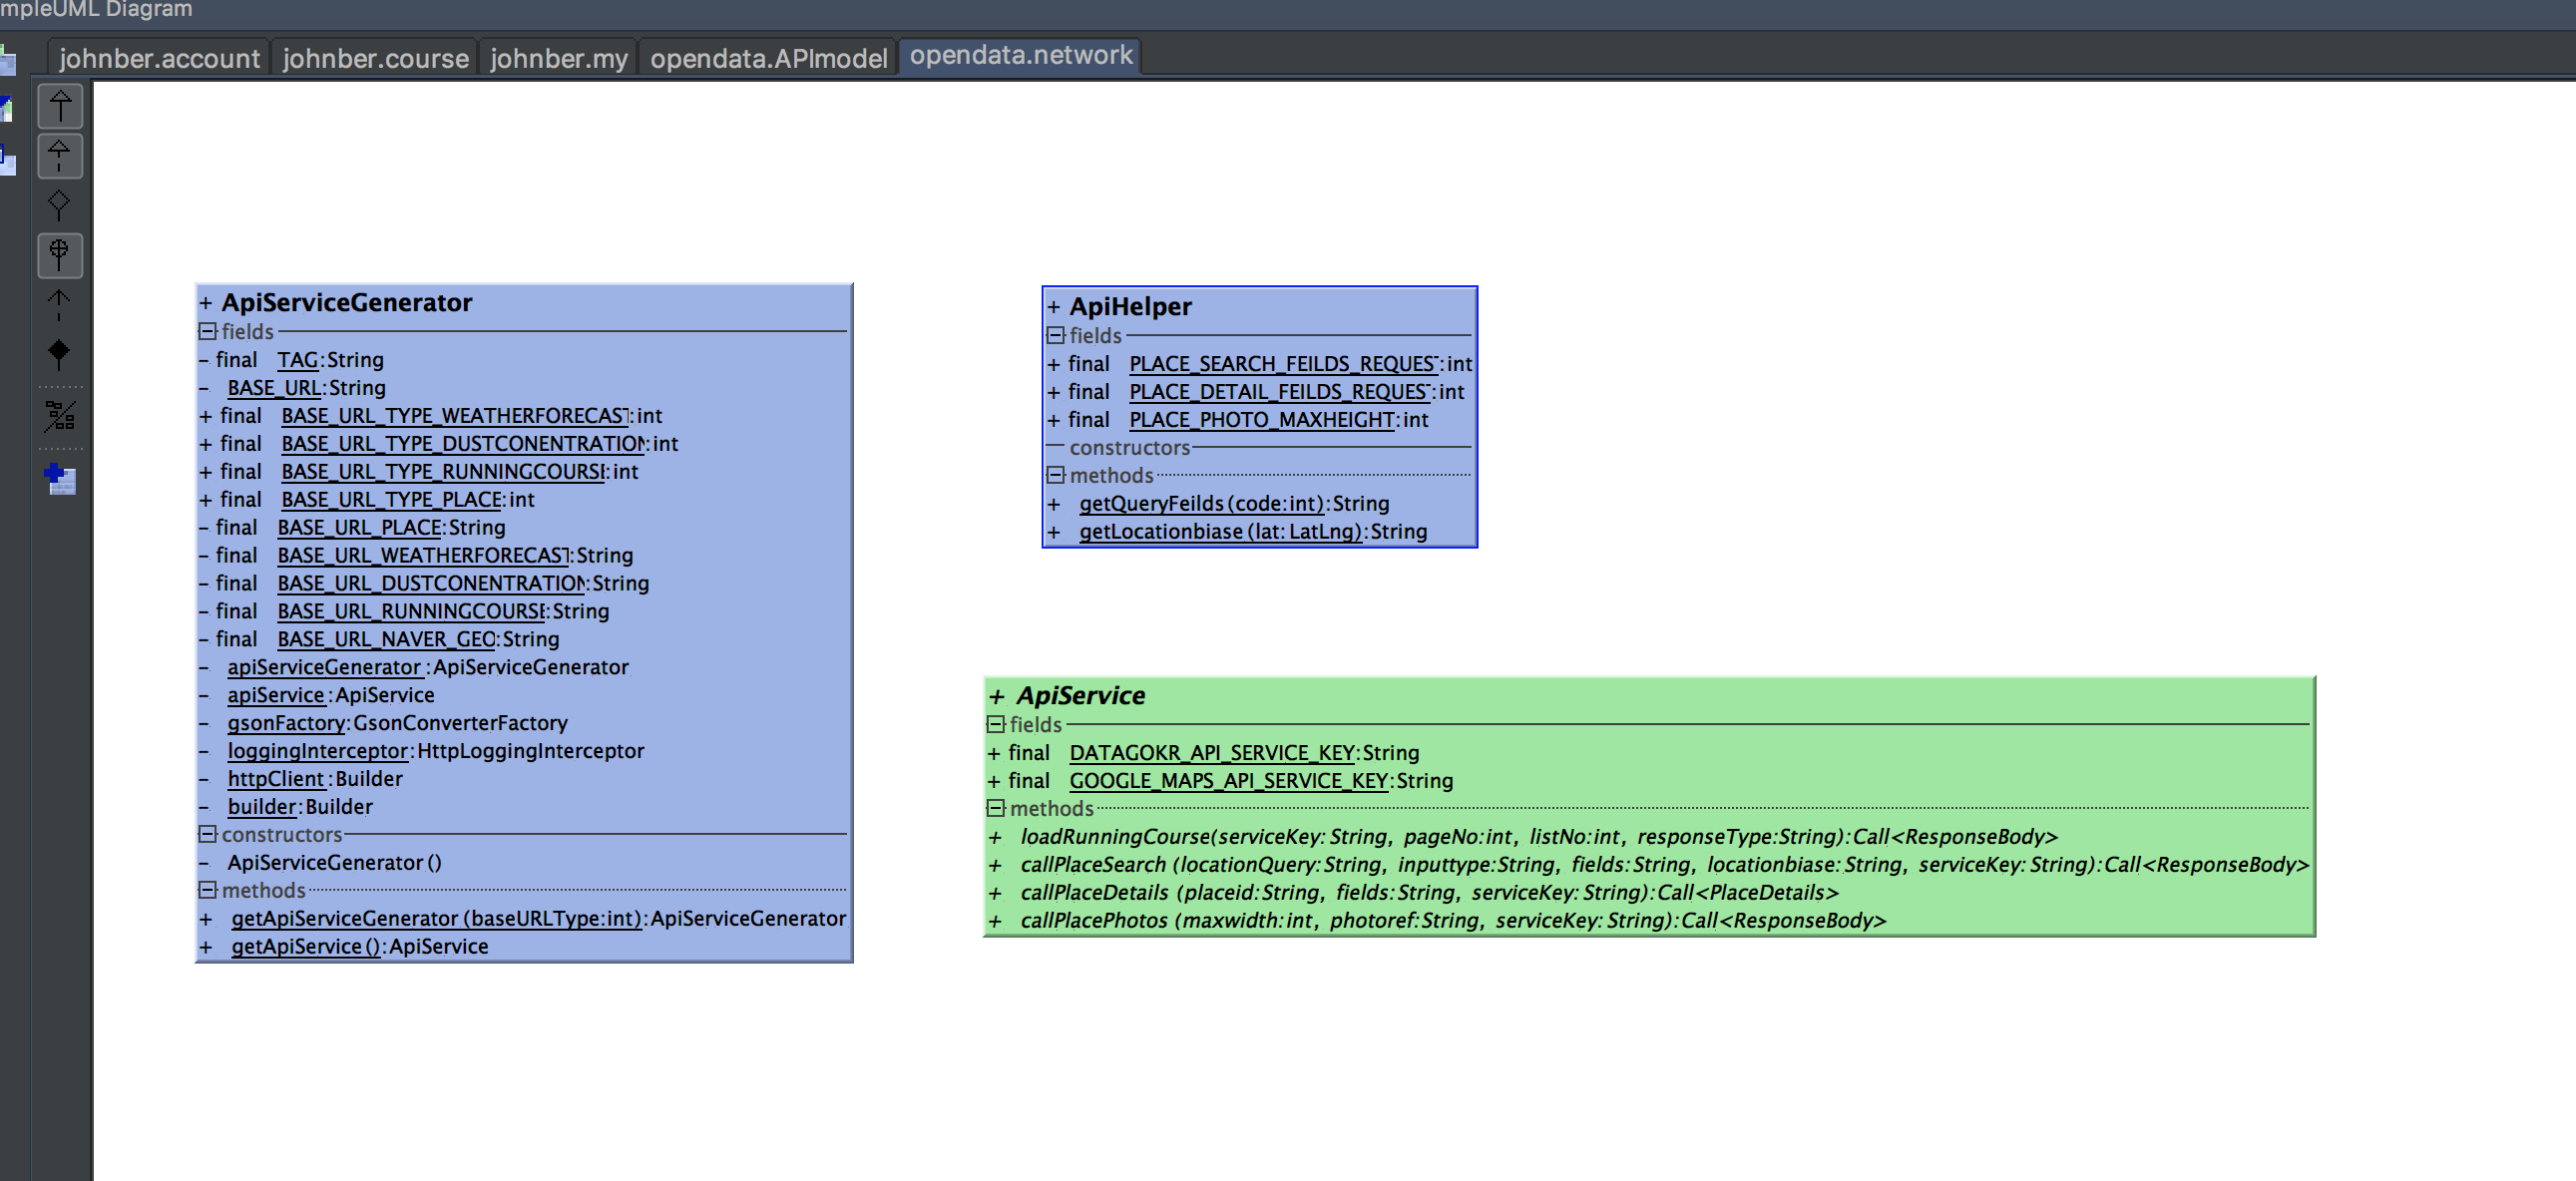 mpleUML Diagram
johnber.account johnber.course johnber.my opendata.APImodel opendata.network
+ ApiServiceGenerator
fields
– final TAG:String
– BASE_URL:String
+ final BASE_URL_TYPE_WEATHERFORECAST:int
+ final BASE_URL_TYPE_DUSTCONENTRATION:int
+ final BASE_URL_TYPE_RUNNINGCOURSE:int
+ final BASE_URL_TYPE_PLACE:int
– final BASE_URL_PLACE:String
– final BASE_URL_WEATHERFORECAST:String
– final BASE_URL_DUSTCONENTRATION:String
– final BASE_URL_RUNNINGCOURSE:String
– final BASE_URL_NAVER_GEO:String
– apiServiceGenerator:ApiServiceGenerator
– apiService:ApiService
– gsonFactory:GsonConverterFactory
– loggingInterceptor:HttpLoggingInterceptor
– httpClient:Builder
– builder:Builder
constructors
– ApiServiceGenerator()
methods
+ getApiServiceGenerator(baseURLType:int):ApiServiceGenerator
+ getApiService():ApiService
+ ApiHelper
fields
+ final PLACE_SEARCH_FEILDS_REQUEST:int
+ final PLACE_DETAIL_FEILDS_REQUEST:int
+ final PLACE_PHOTO_MAXHEIGHT:int
constructors
methods
+ getQueryFeilds(code:int):String
+ getLocationbiase(lat:LatLng):String
+ ApiService
fields
+ final DATAGOKR_API_SERVICE_KEY:String
+ final GOOGLE_MAPS_API_SERVICE_KEY:String
methods
+ loadRunningCourse(serviceKey:String, pageNo:int, listNo:int, responseType:String):Call<ResponseBody>
+ callPlaceSearch(locationQuery:String, inputtype:String, fields:String, locationbiase:String, serviceKey:String):Call<ResponseBody>
+ callPlaceDetails(placeid:String, fields:String, serviceKey:String):Call<PlaceDetails>
+ callPlacePhotos(maxwidth:int, photoref:String, serviceKey:String):Call<ResponseBody>